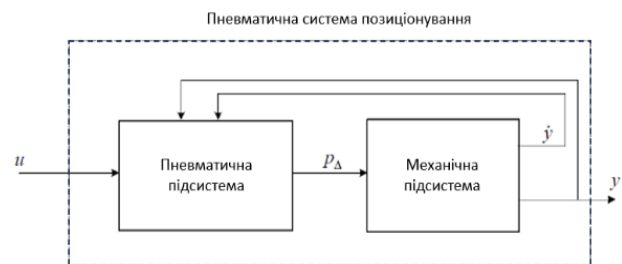 Пневматична система позиціонування
u
Пневматична
підсистема
p_Δ
Механічна
підсистема
ẏ
y